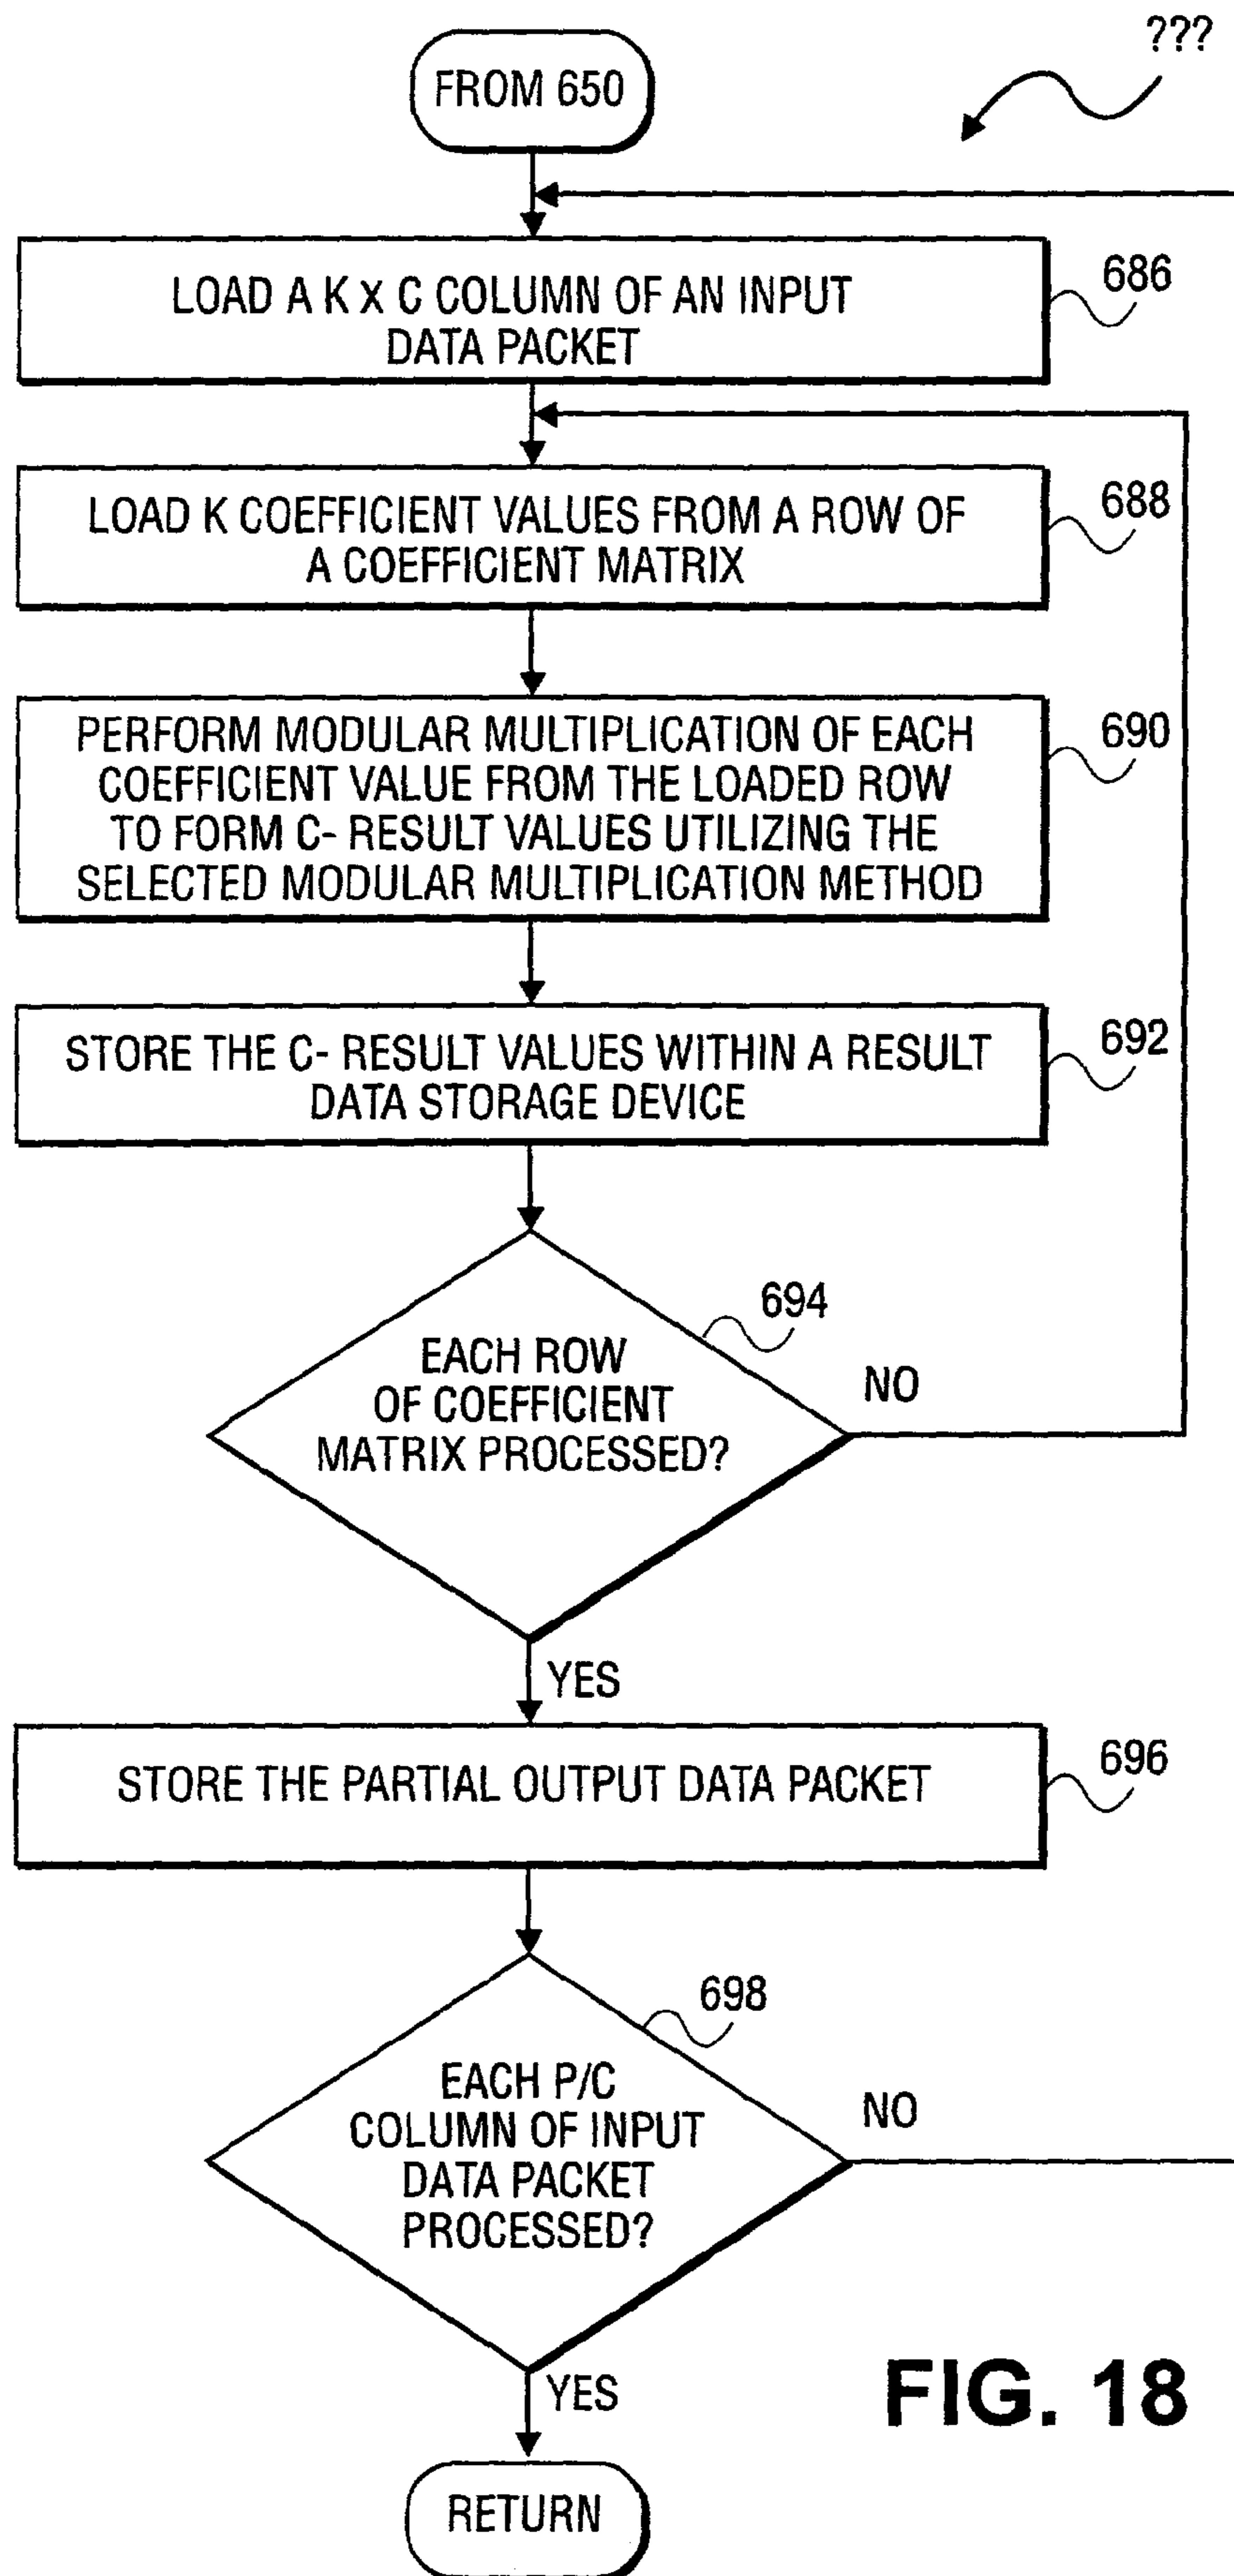 ???
FROM 650
LOAD A K X C COLUMN OF AN INPUT
DATA PACKET
686
LOAD K COEFFICIENT VALUES FROM A ROW OF
A COEFFICIENT MATRIX
688
PERFORM MODULAR MULTIPLICATION OF EACH
COEFFICIENT VALUE FROM THE LOADED ROW
TO FORM C- RESULT VALUES UTILIZING THE
SELECTED MODULAR MULTIPLICATION METHOD
690
STORE THE C- RESULT VALUES WITHIN A RESULT
DATA STORAGE DEVICE
692
694
EACH ROW
OF COEFFICIENT
MATRIX PROCESSED?
NO
YES
STORE THE PARTIAL OUTPUT DATA PACKET
696
698
EACH P/C
COLUMN OF INPUT
DATA PACKET
PROCESSED?
NO
YES
RETURN
FIG. 18